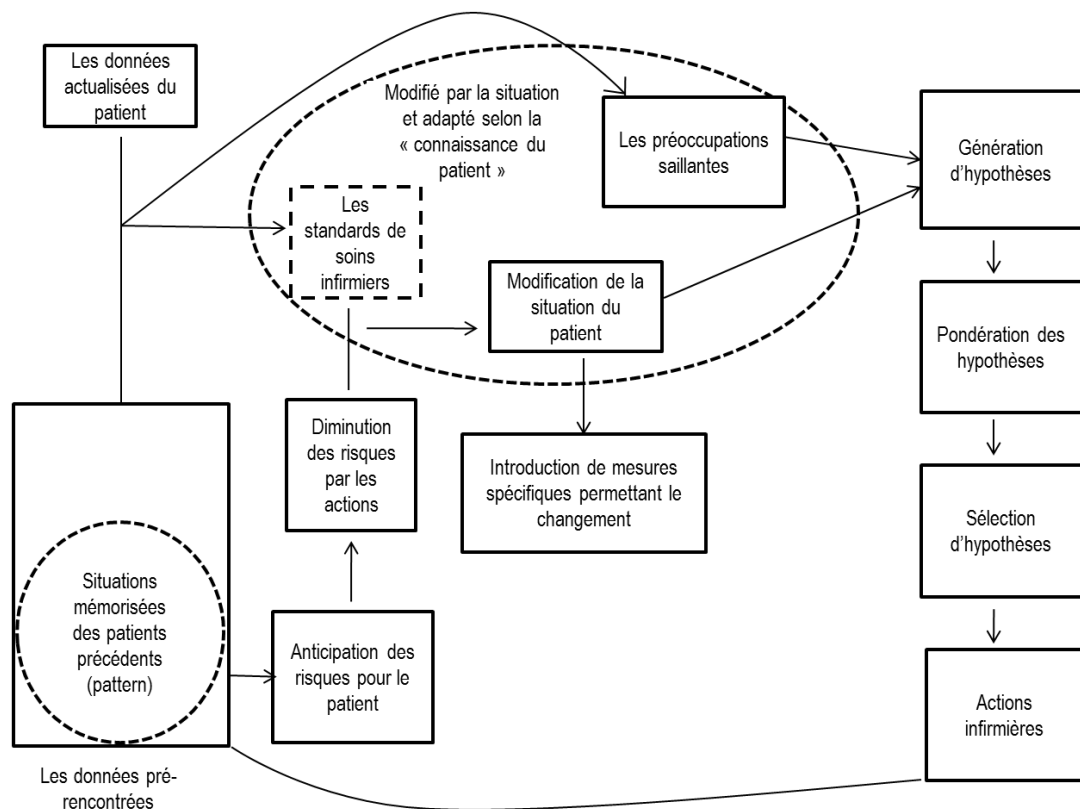 Les données
actualisées du
patient
Modifié par la situation
et adapté selon la
« connaissance du
patient »
Les préoccupations
saillantes
Génération
d’hypothèses
Les
standards de
soins
infirmiers
Modification de la
situation du
patient
Pondération des
hypothèses
Diminution
des risques
par les
actions
Introduction de mesures
spécifiques permettant le
changement
Sélection
d’hypothèses
Situations
mémorisées
des patients
précédents
(pattern)
Anticipation des
risques pour le
patient
Actions
infirmières
Les données pré-
rencontrées